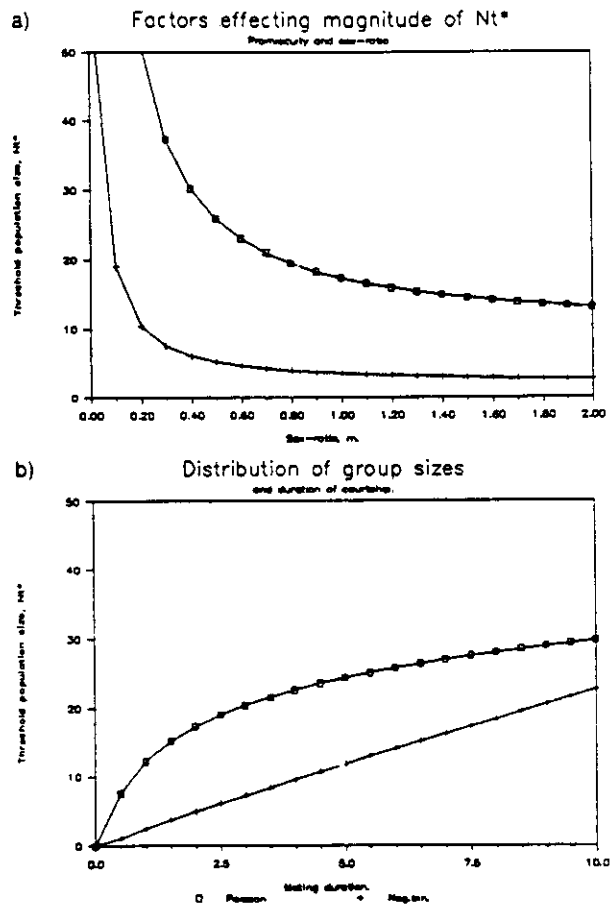 a) Factors effecting magnitude of Nt*
Promiscuity and sex-ratio
50
40
30
20
10
0
Threshold population size, Nt*
0.00 0.20 0.40 0.60 0.80 1.00 1.20 1.40 1.60 1.80 2.00
Sex-ratio, m.
b) Distribution of group sizes
and duration of courtship.
50
40
30
20
10
0
Threshold population size, Nt*
0.0 2.5 5.0 7.5 10.0
Mating duration.
Poisson + Neg.bin.